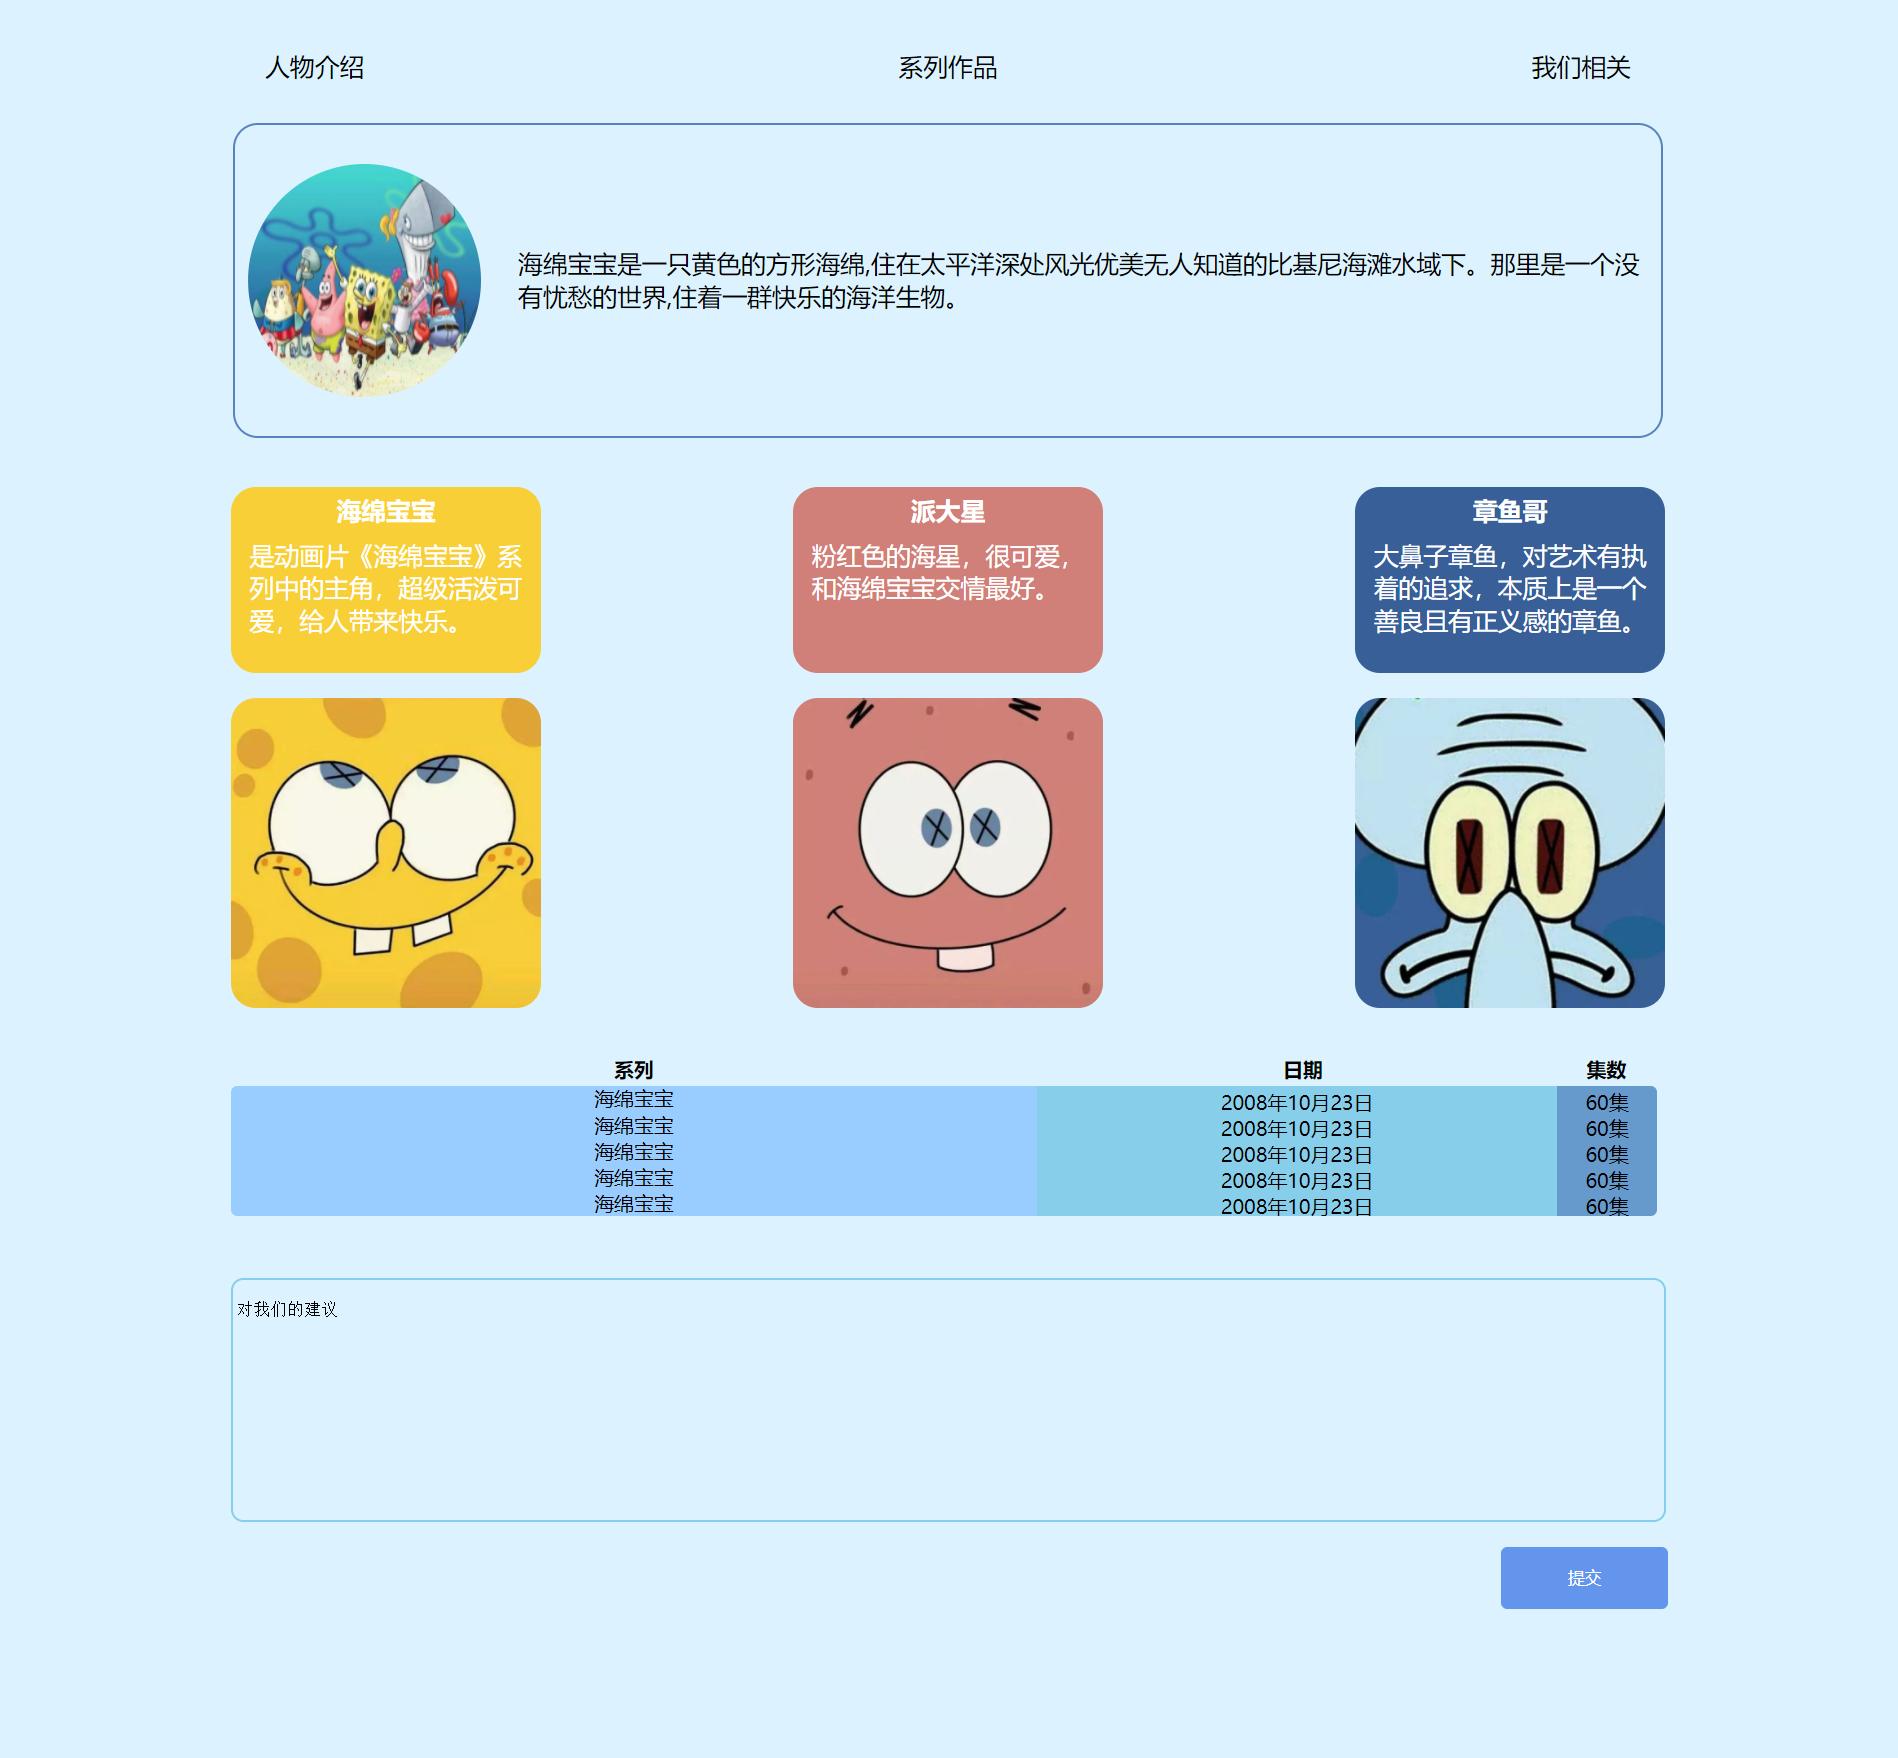 人物介绍
系列作品
我们相关
海绵宝宝是一只黄色的方形海绵,住在太平洋深处风光优美无人知道的比基尼海滩水域下。那里是一个没
有忧愁的世界,住着一群快乐的海洋生物。
海绵宝宝
是动画片《海绵宝宝》系
列中的主角，超级活泼可
爱，给人带来快乐。
派大星
粉红色的海星，很可爱，
和海绵宝宝交情最好。
章鱼哥
大鼻子章鱼，对艺术有执
着的追求，本质上是一个
善良且有正义感的章鱼。
系列 日期 集数
海绵宝宝 2008年10月23日 60集
海绵宝宝 2008年10月23日 60集
海绵宝宝 2008年10月23日 60集
海绵宝宝 2008年10月23日 60集
海绵宝宝 2008年10月23日 60集
对我们的建议
提交